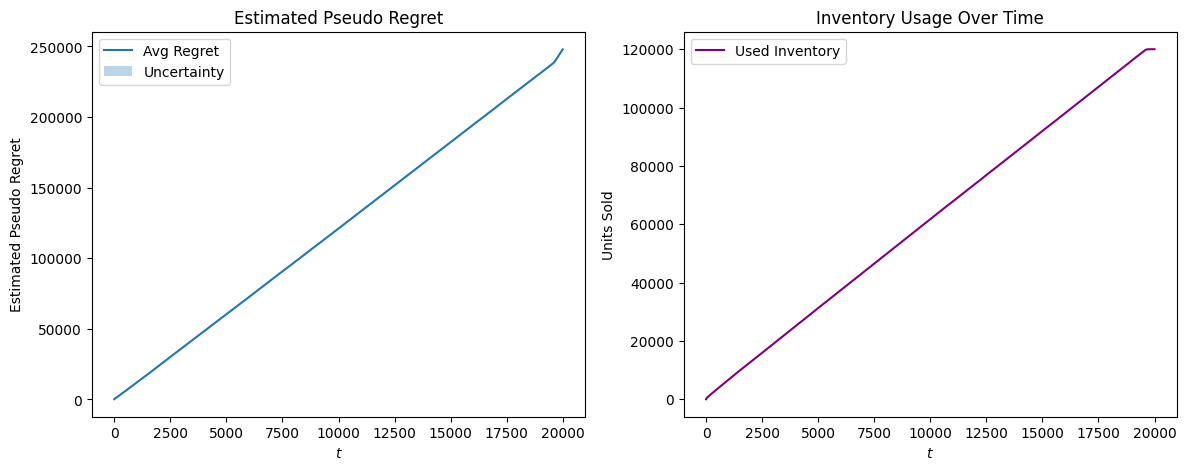 Estimated Pseudo Regret
Avg Regret
Uncertainty
Estimated Pseudo Regret
250000
200000
150000
100000
50000
0
0 2500 5000 7500 10000 12500 15000 17500 20000
t
Inventory Usage Over Time
Used Inventory
Units Sold
120000
100000
80000
60000
40000
20000
0
0 2500 5000 7500 10000 12500 15000 17500 20000
t